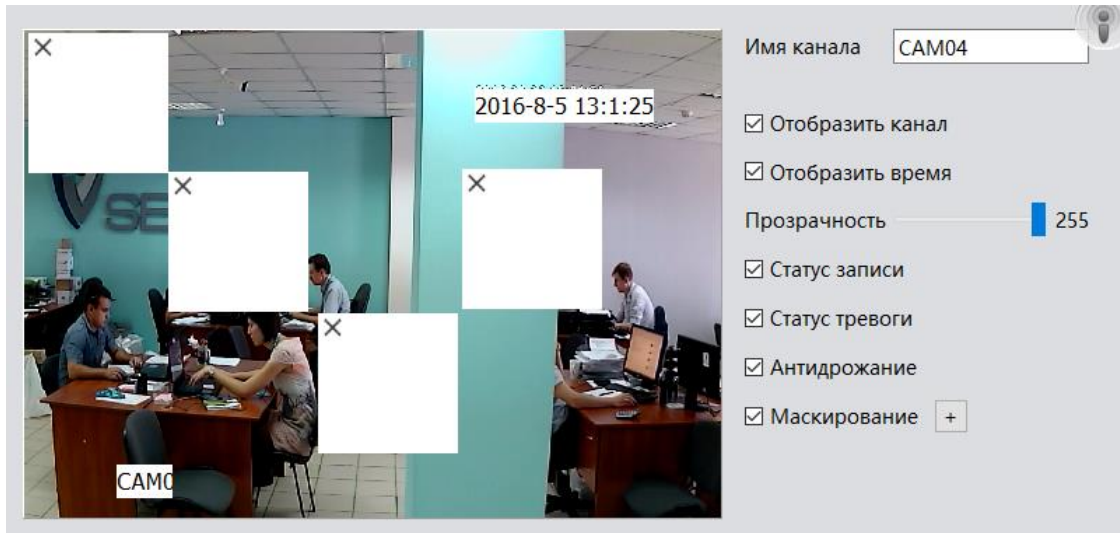 Имя канала CAM04
2016-8-5 13:1:25
Отобразить канал
Отобразить время
SE
Прозрачность 255
Статус записи
Статус тревоги
Антидрожание
Маскирование +
CAM0